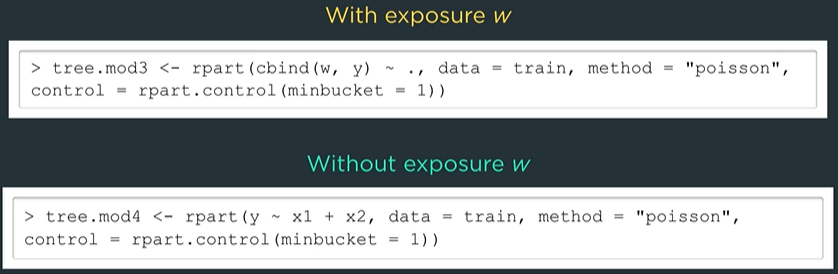 With exposure w
> tree.mod3 <- rpart(cbind(w, y) ~ ., data = train, method = "poisson",
control = rpart.control(minbucket = 1))
Without exposure w
> tree.mod4 <- rpart(y ~ x1 + x2, data = train, method = "poisson",
control = rpart.control(minbucket = 1))